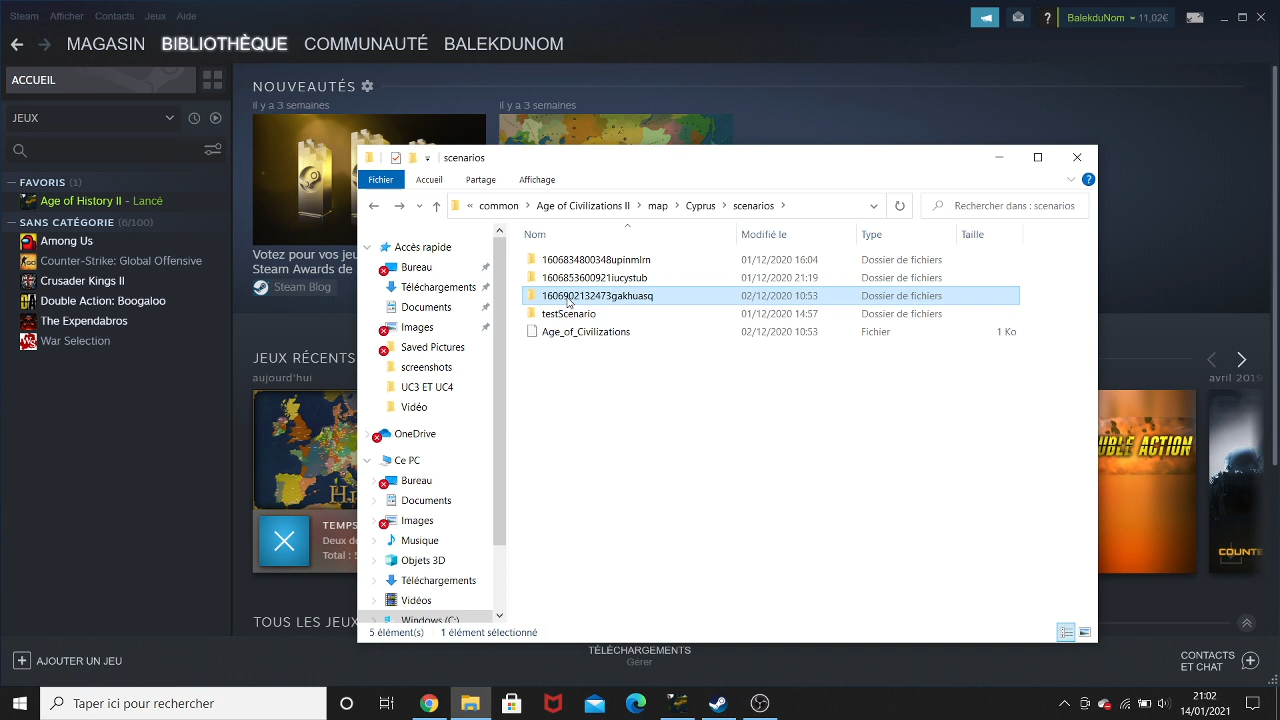 Steam Afficher Contacts Jeux Aide
BalekduNom 11,02€
MAGASIN BIBLIOTHÈQUE COMMUNAUTÉ BALEKDUNOM
ACCUEIL
JEUX
FAVORIS (1)
Age of History II - Lancé
SANS CATÉGORIE (6/100)
Among Us
Counter-Strike: Global Offensive
Crusader Kings II
Double Action: Boogaloo
The Expendabros
War Selection
NOUVEAUTÉS
Il y a 3 semaines
Il y a 3 semaines
Votez pour vos jeu
Steam Awards de
Steam Blog
JEUX RÉCENTS
aujourd'hui
avril 2019
TEMPS
Deux de
Total : 5
DOUBLE ACTION
COUNTE
TOUS LES JEUX
scenarios
Fichier Accueil Partage Affichage
« common > Age of Civilizations II > map > Cyprus > scenarios >
Rechercher dans : scenarios
Nom Modifié le Type Taille
1606834800348upinmlrn 01/12/2020 16:04 Dossier de fichiers
1606853600921iucystub 01/12/2020 21:19 Dossier de fichiers
1606902132473gakhuasq 02/12/2020 10:53 Dossier de fichiers
testScenario 01/12/2020 14:57 Dossier de fichiers
Age_of_Civilizations 02/12/2020 10:53 Fichier 1 Ko
Accès rapide
Bureau
Téléchargements
Documents
Images
Saved Pictures
screenshots
UC3 ET UC4
Vidéo
OneDrive
Ce PC
Bureau
Documents
Images
Musique
Objets 3D
Téléchargements
Vidéos
Windows (C:)
5 élément(s) 1 élément sélectionné
AJOUTER UN JEU
TÉLÉCHARGEMENTS
Gérer
CONTACTS
ET CHAT
Taper ici pour rechercher
21:02
14/01/2021